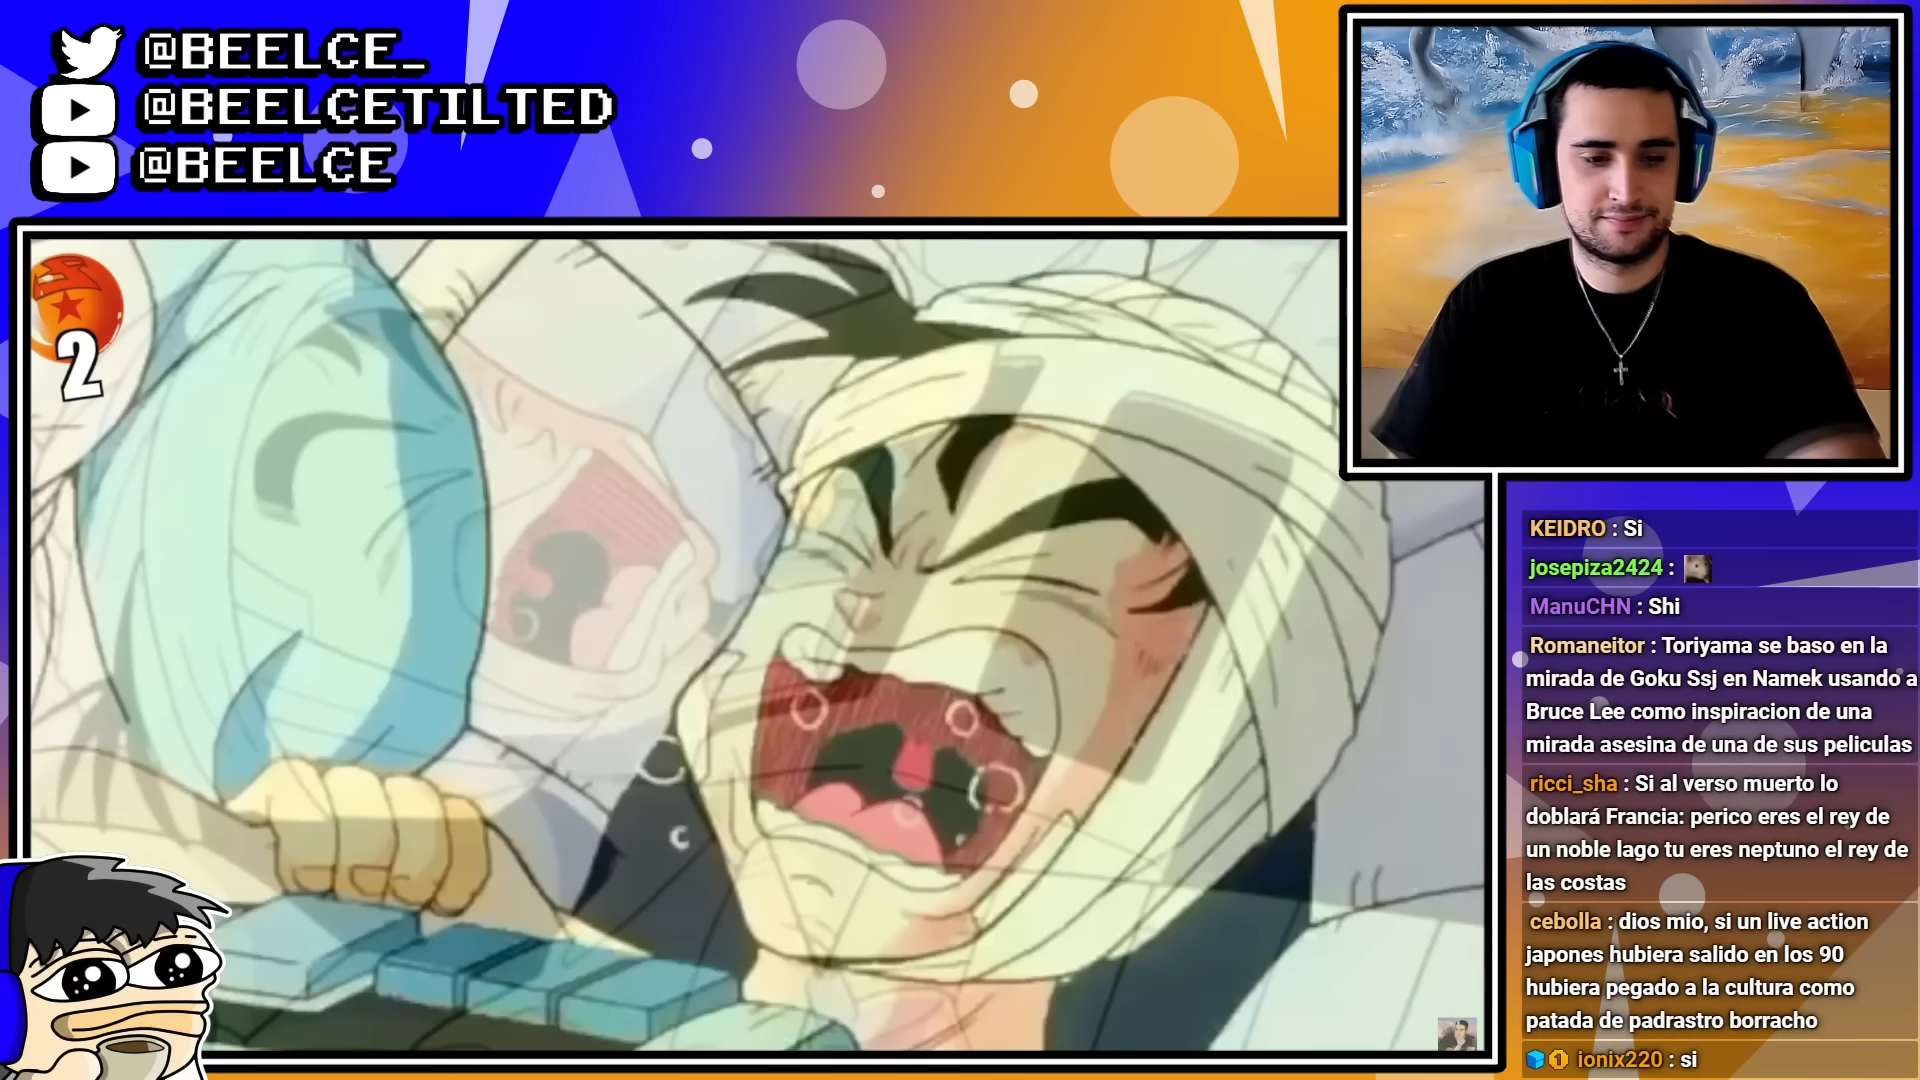 @BEELCE_
@BEELCETILTED
@BEELCE
2
KEIDRO : Si
josepiza2424 :
ManuCHN : Shi
Romaneitor : Toriyama se baso en la
mirada de Goku Ssj en Namek usando a
Bruce Lee como inspiracion de una
mirada asesina de una de sus peliculas
ricci_sha : Si al verso muerto lo
doblará Francia: perico eres el rey de
un noble lago tu eres neptuno el rey de
las costas
cebolla : dios mio, si un live action
japones hubiera salido en los 90
hubiera pegado a la cultura como
patada de padrastro borracho
1 ionix220 : si